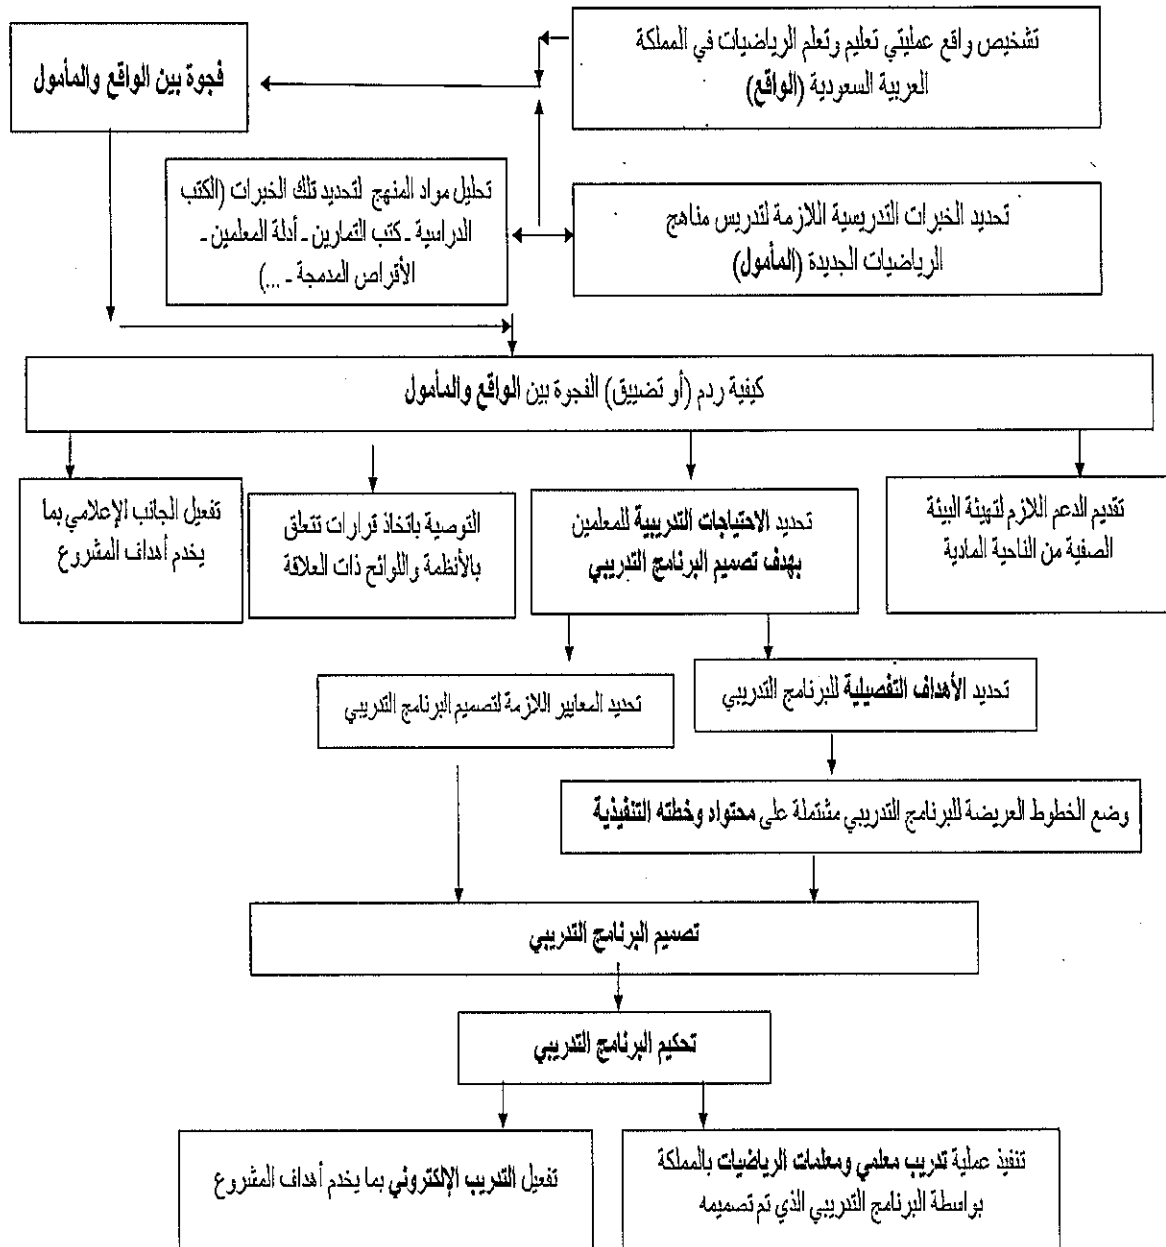 تشخيص واقع عمليتي تعليم وتعلم الرياضيات في المملكة
العربية السعودية (الواقع)
فجوة بين الواقع والمأمول
تحديد الخبرات التدريسية اللازمة لتدريس مناهج
الرياضيات الجديدة (المأمول)
تحليل مواد المنهج لتحديد تلك الخبرات (الكتب
الدراسية - كتب التمارين - أدلة المعلمين -
الأقراص المدمجة - ...)
كيفية ردم (أو تضييق) الفجوة بين الواقع والمأمول
تقديم الدعم اللازم لتهيئة البيئة
الصفية من الناحية المادية
تحديد الاحتياجات التدريبية للمعلمين
بهدف تصميم البرنامج التدريبي
التوصية باتخاذ قرارات تتعلق
بالأنظمة واللوائح ذات العلاقة
تفعيل الجانب الإعلامي بما
يخدم أهداف المشروع
تحديد الأهداف التفصيلية للبرنامج التدريبي
تحديد المعايير اللازمة لتصميم البرنامج التدريبي
وضع الخطوط العريضة للبرنامج التدريبي مشتملة على محتواه وخطته التنفيذية
تصميم البرنامج التدريبي
تحكيم البرنامج التدريبي
تنفيذ عملية تدريب معلمي ومعلمات الرياضيات بالمملكة
بواسطة البرنامج التدريبي الذي تم تصميمه
تفعيل التدريب الإلكتروني بما يخدم أهداف المشروع